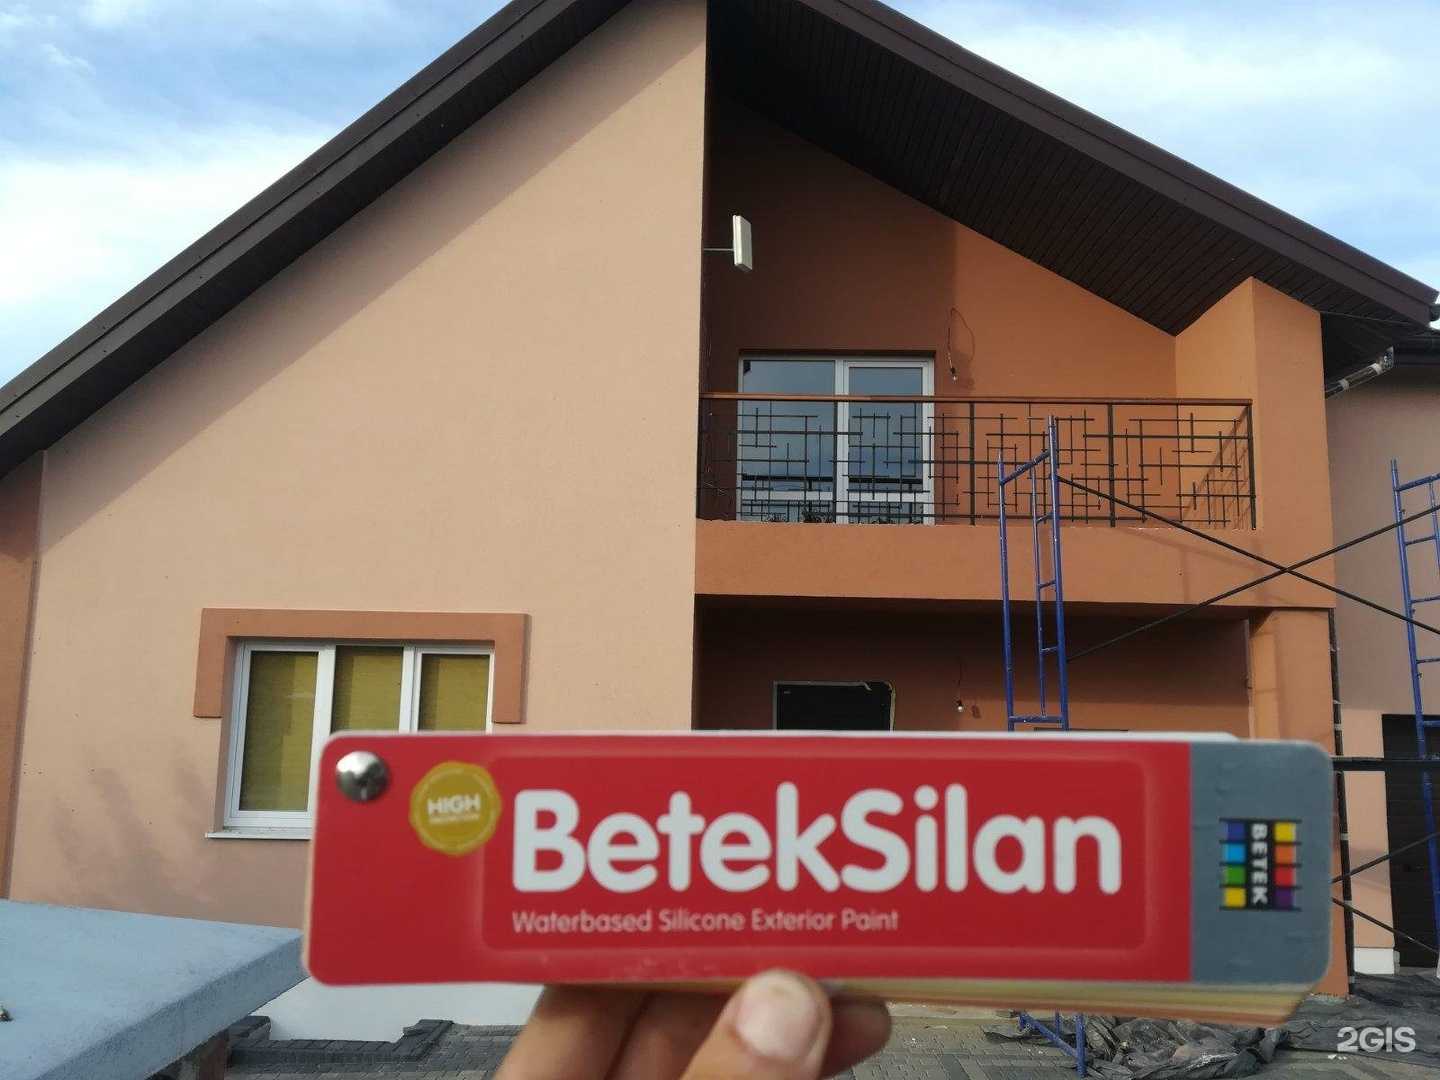 HIGH
BetekSilan
Waterbased Silicone Exterior Paint
BETEK
2GIS